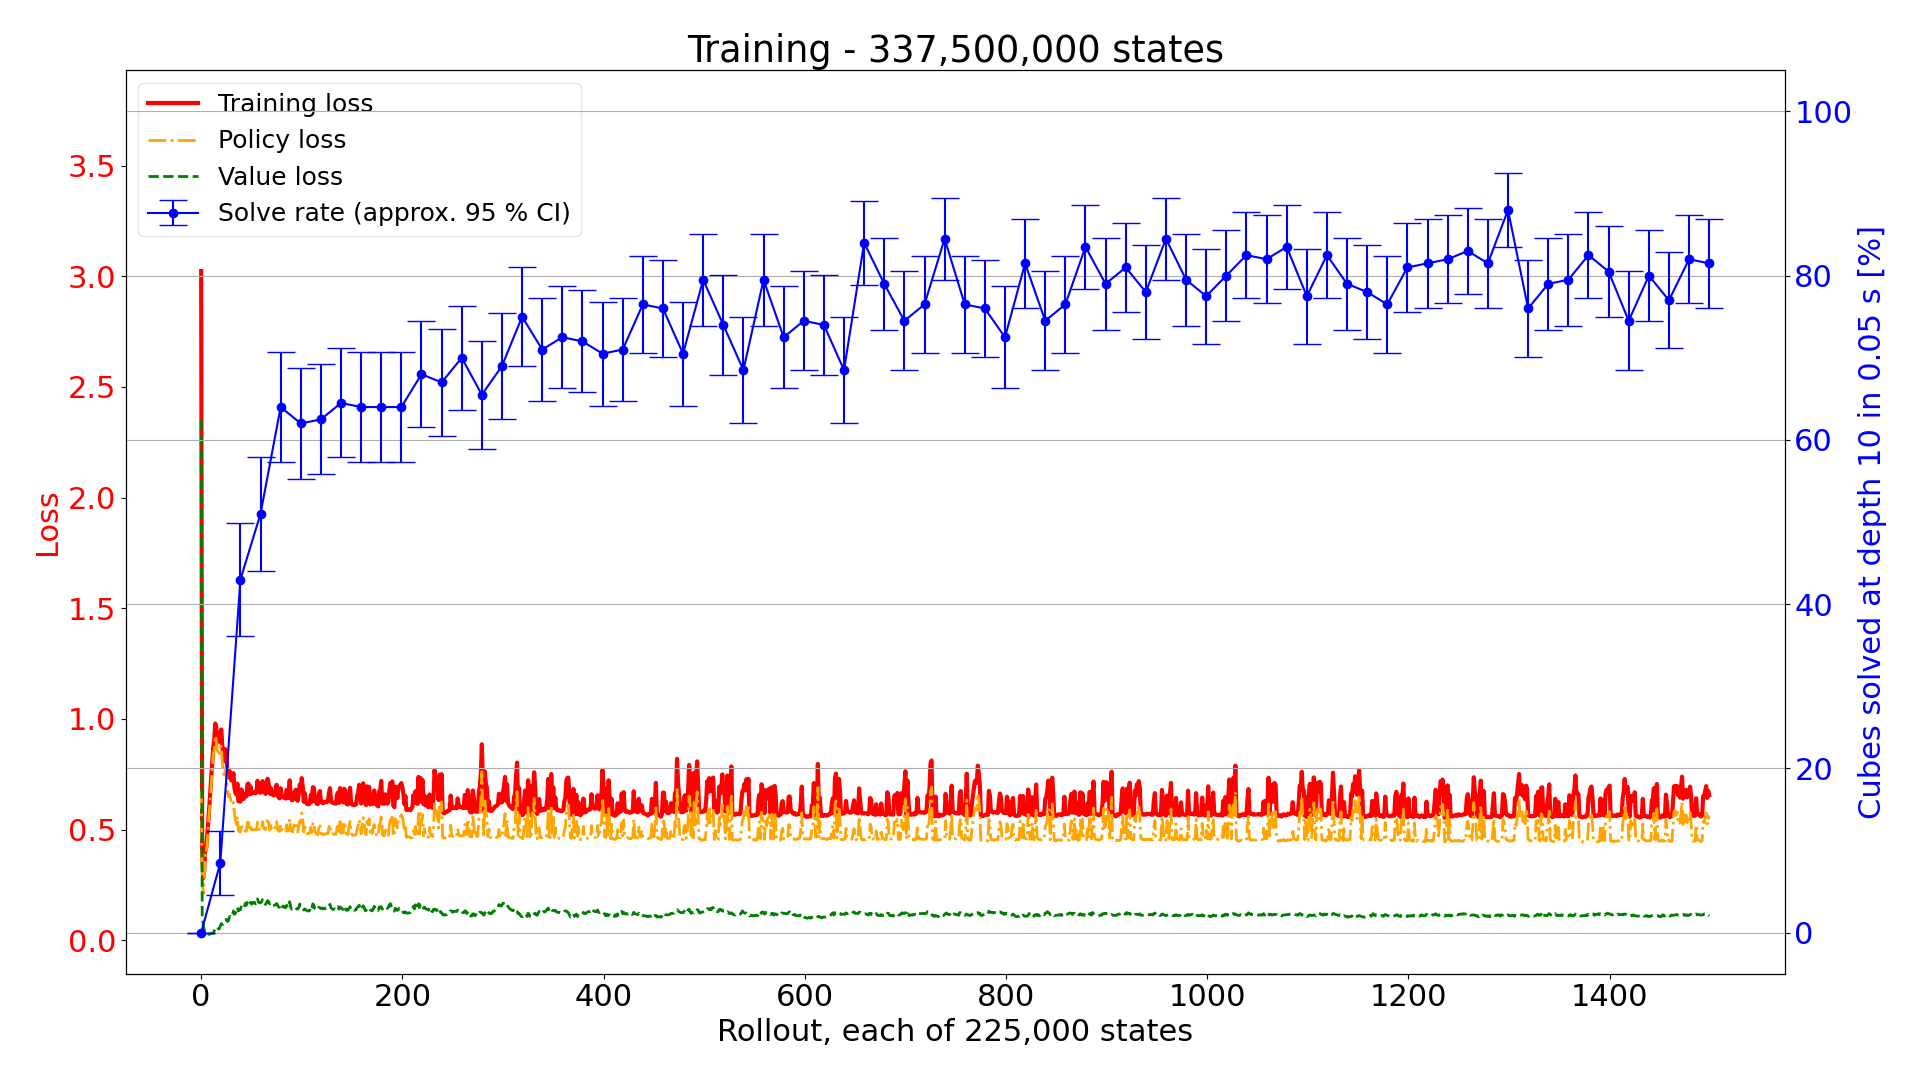 Training - 337,500,000 states
Training loss
Policy loss
Value loss
Solve rate (approx. 95 % CI)
Loss
3.5
3.0
2.5
2.0
1.5
1.0
0.5
0.0
100
80
60
40
20
0
Cubes solved at depth 10 in 0.05 s [%]
0 200 400 600 800 1000 1200 1400
Rollout, each of 225,000 states